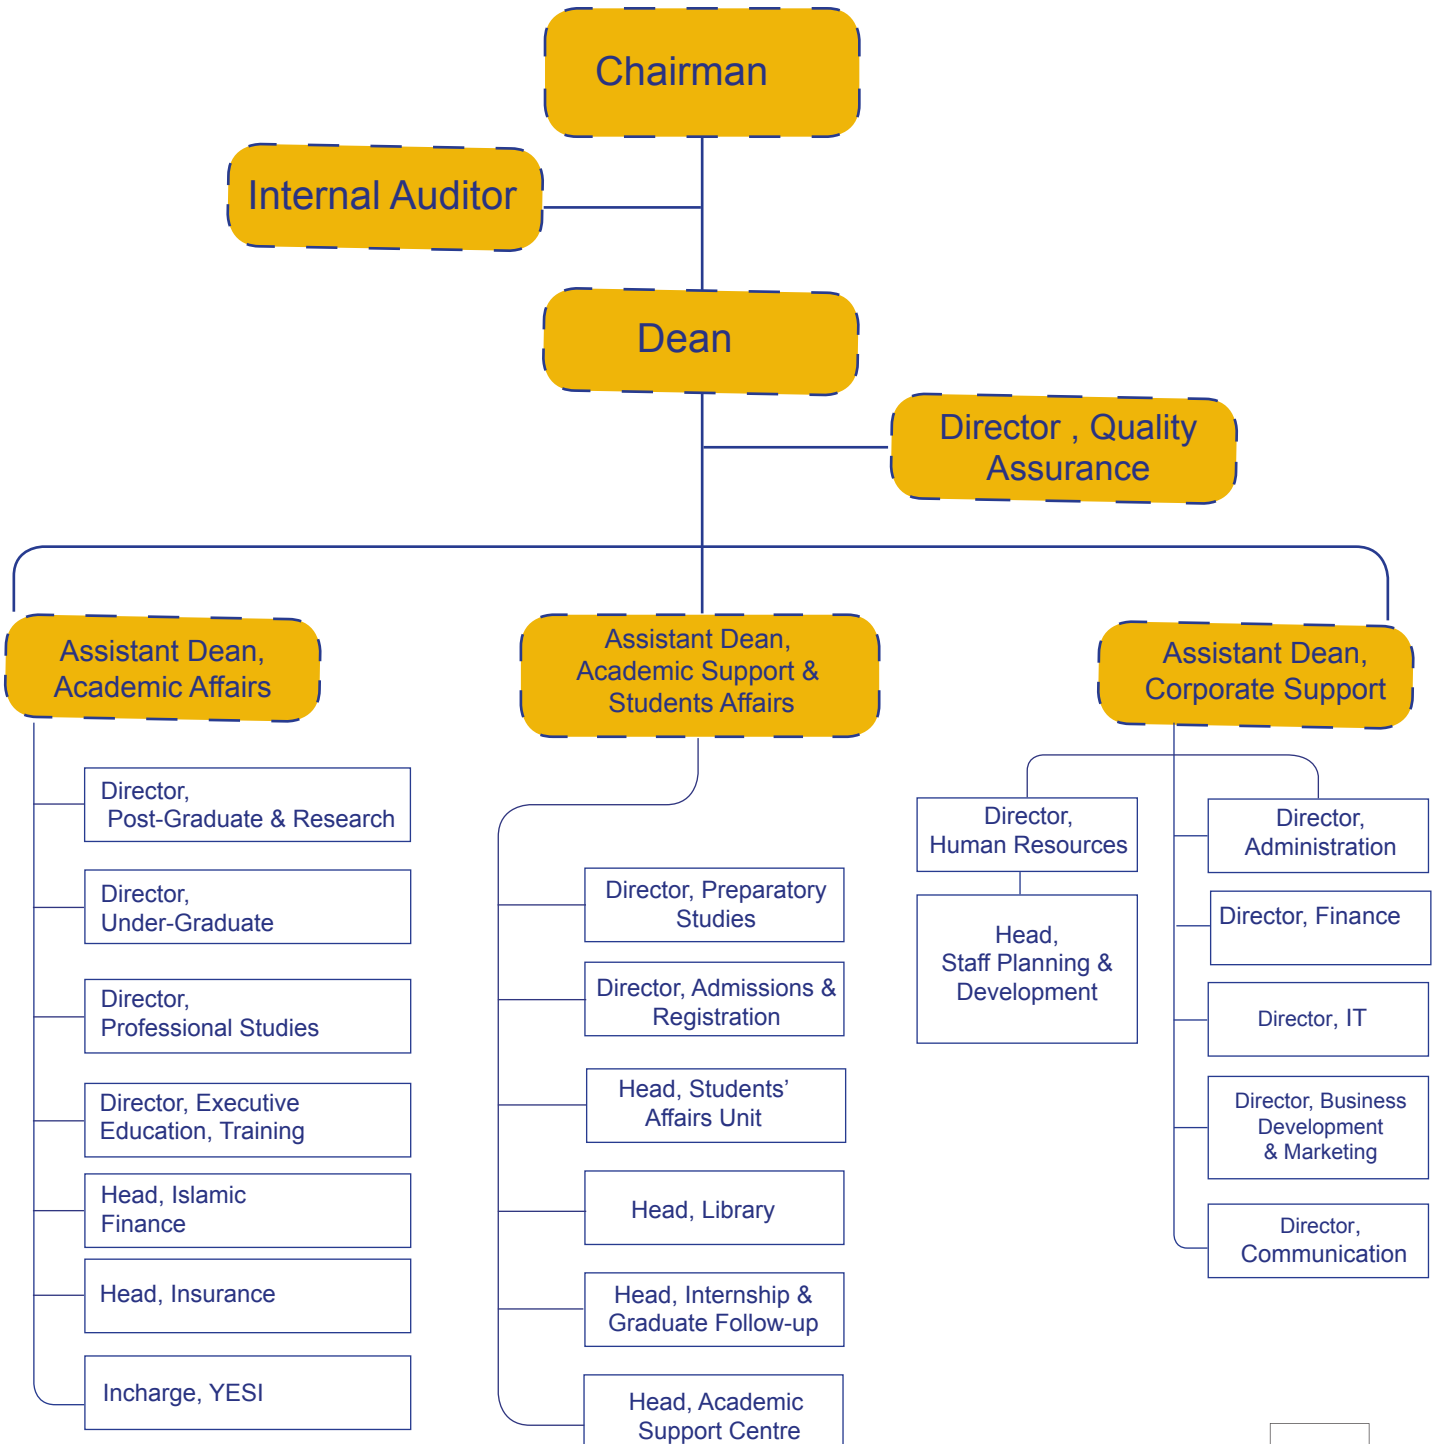 Chairman
Internal Auditor
Dean
Director , Quality
Assurance
Assistant Dean,
Academic Affairs
Assistant Dean,
Academic Support &
Students Affairs
Assistant Dean,
Corporate Support
Director,
Post-Graduate & Research
Director,
Under-Graduate
Director,
Professional Studies
Director, Executive
Education, Training
Head, Islamic
Finance
Head, Insurance
Incharge, YESI
Director, Preparatory
Studies
Director, Admissions &
Registration
Head, Students’
Affairs Unit
Head, Library
Head, Internship &
Graduate Follow-up
Head, Academic
Support Centre
Director,
Human Resources
Head,
Staff Planning &
Development
Director,
Administration
Director, Finance
Director, IT
Director, Business
Development
& Marketing
Director,
Communication